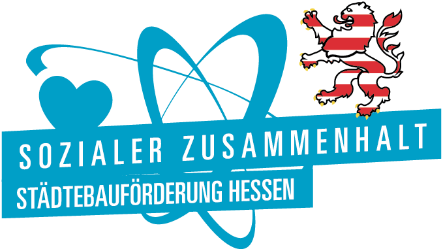 SOZIALER ZUSAMMENHALT
STÄDTEBAUFÖRDERUNG HESSEN